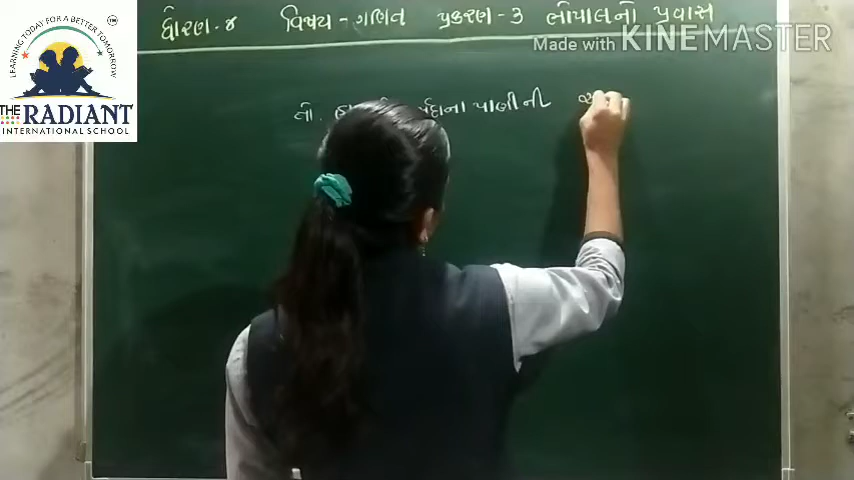 ધોરણ-૪ વિષય - ગણિત પ્રકરણ - 3 ભોપાલનો પ્રવાસ
Made with KINEMASTER
LEARNING TODAY FOR A BETTER TOMORROW
THE RADIANT
INTERNATIONAL SCHOOL
તો. પાણીની